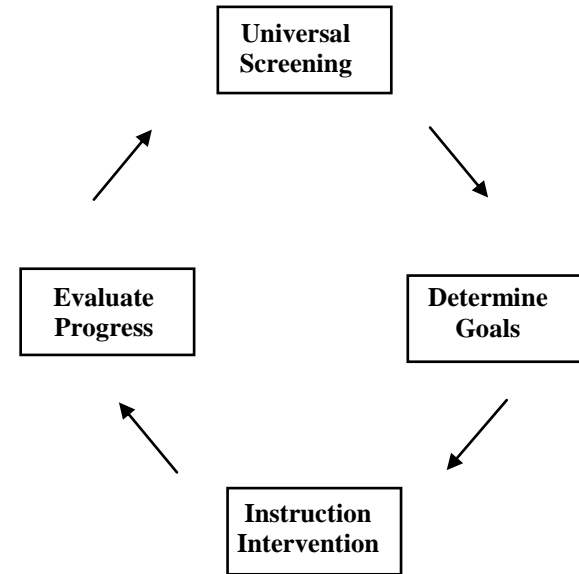 Universal
Screening
Evaluate
Progress
Determine
Goals
Instruction
Intervention